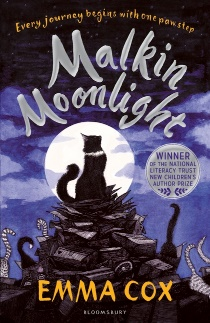 Every journey begins with one paw step
Malkin
Moonlight
WINNER
OF THE NATIONAL
LITERACY TRUST
NEW CHILDREN'S
AUTHOR PRIZE
EMMA COX
BLOOMSBURY